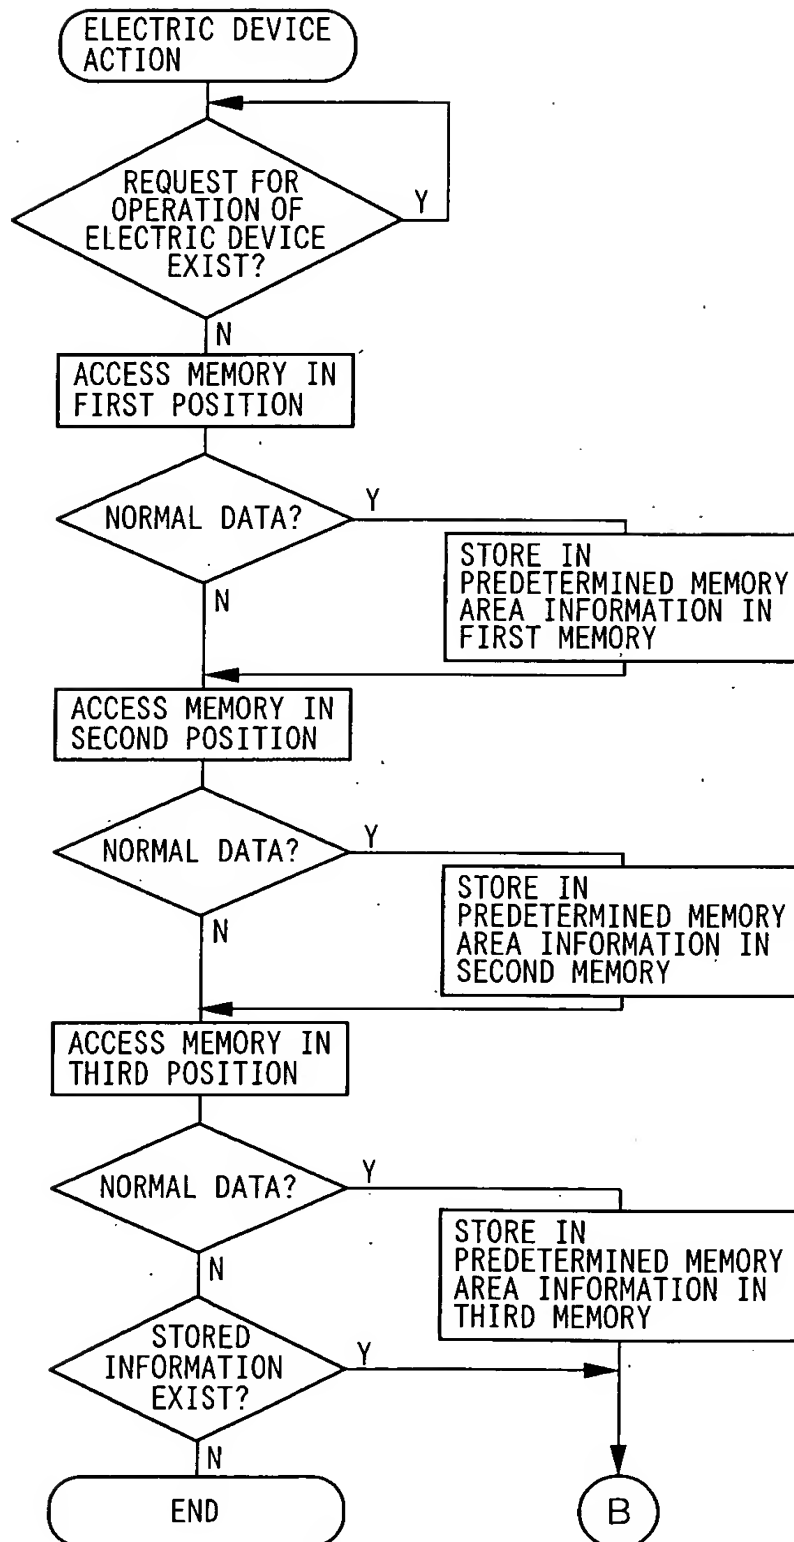 ELECTRIC DEVICE
ACTION
REQUEST FOR
OPERATION OF
ELECTRIC DEVICE
EXIST?
Y
N
ACCESS MEMORY IN
FIRST POSITION
NORMAL DATA?
Y
N
STORE IN
PREDETERMINED MEMORY
AREA INFORMATION IN
FIRST MEMORY
ACCESS MEMORY IN
SECOND POSITION
NORMAL DATA?
Y
N
STORE IN
PREDETERMINED MEMORY
AREA INFORMATION IN
SECOND MEMORY
ACCESS MEMORY IN
THIRD POSITION
NORMAL DATA?
Y
N
STORE IN
PREDETERMINED MEMORY
AREA INFORMATION IN
THIRD MEMORY
STORED
INFORMATION
EXIST?
Y
N
END
B